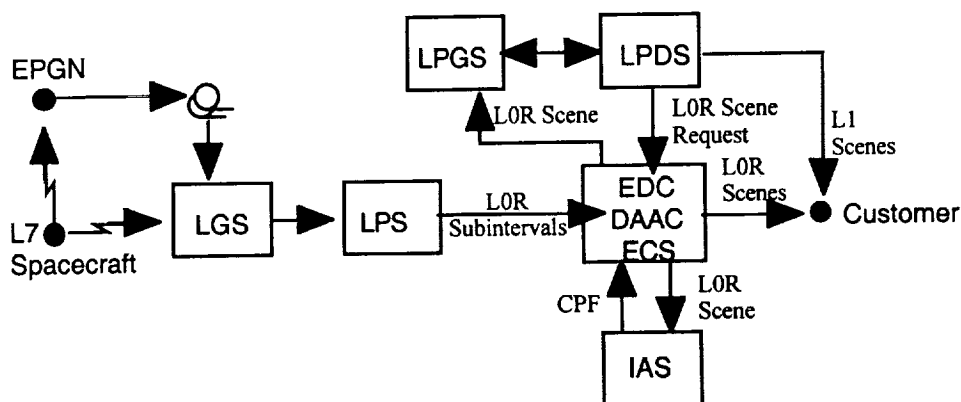 EPGN
LPGS
LPDS
L0R Scene
L0R Scene
Request
L1
Scenes
L7
Spacecraft
LGS
LPS
L0R
Subintervals
EDC
DAAC
ECS
L0R
Scenes
Customer
CPF
L0R
Scene
IAS